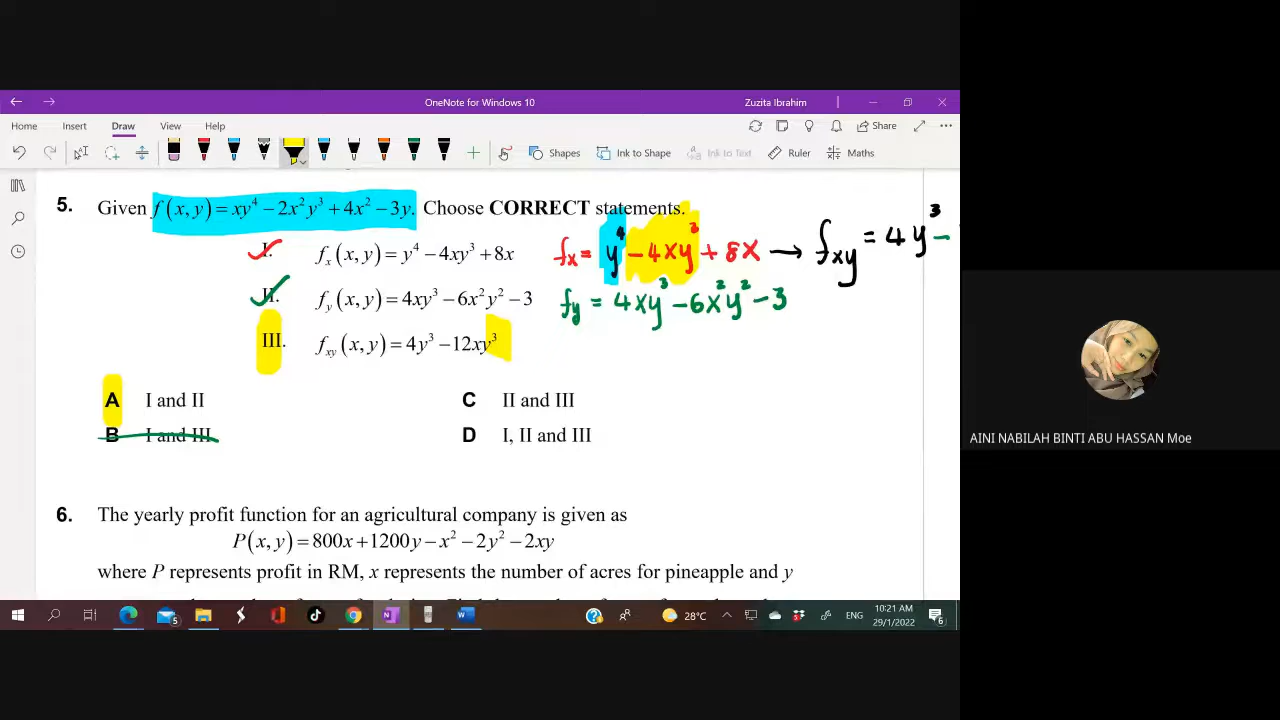 OneNote for Windows 10
Zuzita Ibrahim
Home Insert Draw View Help
Share
Shapes Ink to Shape Ink to Text Ruler Maths
5. Given f(x, y) = xy⁴ − 2x²y³ + 4x² − 3y. Choose CORRECT statements.
I. fₓ(x, y) = y⁴ − 4xy³ + 8x
fx = y⁴ − 4xy³ + 8x → fxy = 4y³ −
II. f_y(x, y) = 4xy³ − 6x²y² − 3
fy = 4xy³ − 6x²y² − 3
III. f_xy(x, y) = 4y³ − 12xy³
A I and II
C II and III
B I and III
D I, II and III
6. The yearly profit function for an agricultural company is given as
P(x, y) = 800x + 1200y − x² − 2y² − 2xy
where P represents profit in RM, x represents the number of acres for pineapple and y
AINI NABILAH BINTI ABU HASSAN Moe
5
28°C
ENG
10:21 AM
29/1/2022
6